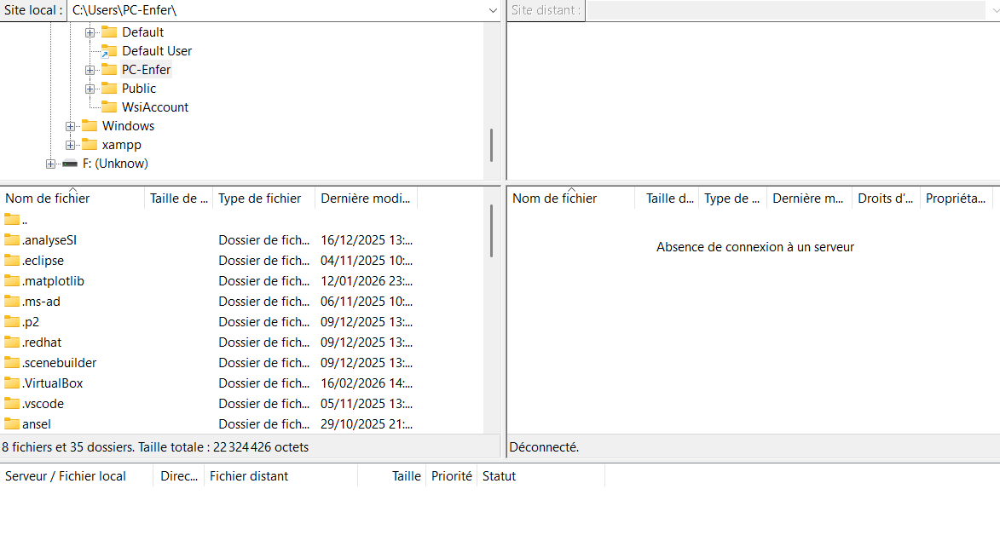 Site local : C:\Users\PC-Enfer\
Site distant :
Default
Default User
PC-Enfer
Public
WsiAccount
Windows
xampp
F: (Unknow)
Nom de fichier Taille de ... Type de fichier Dernière modi...
..
.analyseSI Dossier de fich... 16/12/2025 13:...
.eclipse Dossier de fich... 04/11/2025 10:...
.matplotlib Dossier de fich... 12/01/2026 23:...
.ms-ad Dossier de fich... 06/11/2025 10:...
.p2 Dossier de fich... 09/12/2025 13:...
.redhat Dossier de fich... 09/12/2025 13:...
.scenebuilder Dossier de fich... 09/12/2025 13:...
.VirtualBox Dossier de fich... 16/02/2026 14:...
.vscode Dossier de fich... 05/11/2025 13:...
ansel Dossier de fich... 29/10/2025 21:...
8 fichiers et 35 dossiers. Taille totale : 22 324 426 octets
Nom de fichier Taille d... Type de ... Dernière m... Droits d’... Propriéta...
Absence de connexion à un serveur
Déconnecté.
Serveur / Fichier local Direc... Fichier distant Taille Priorité Statut